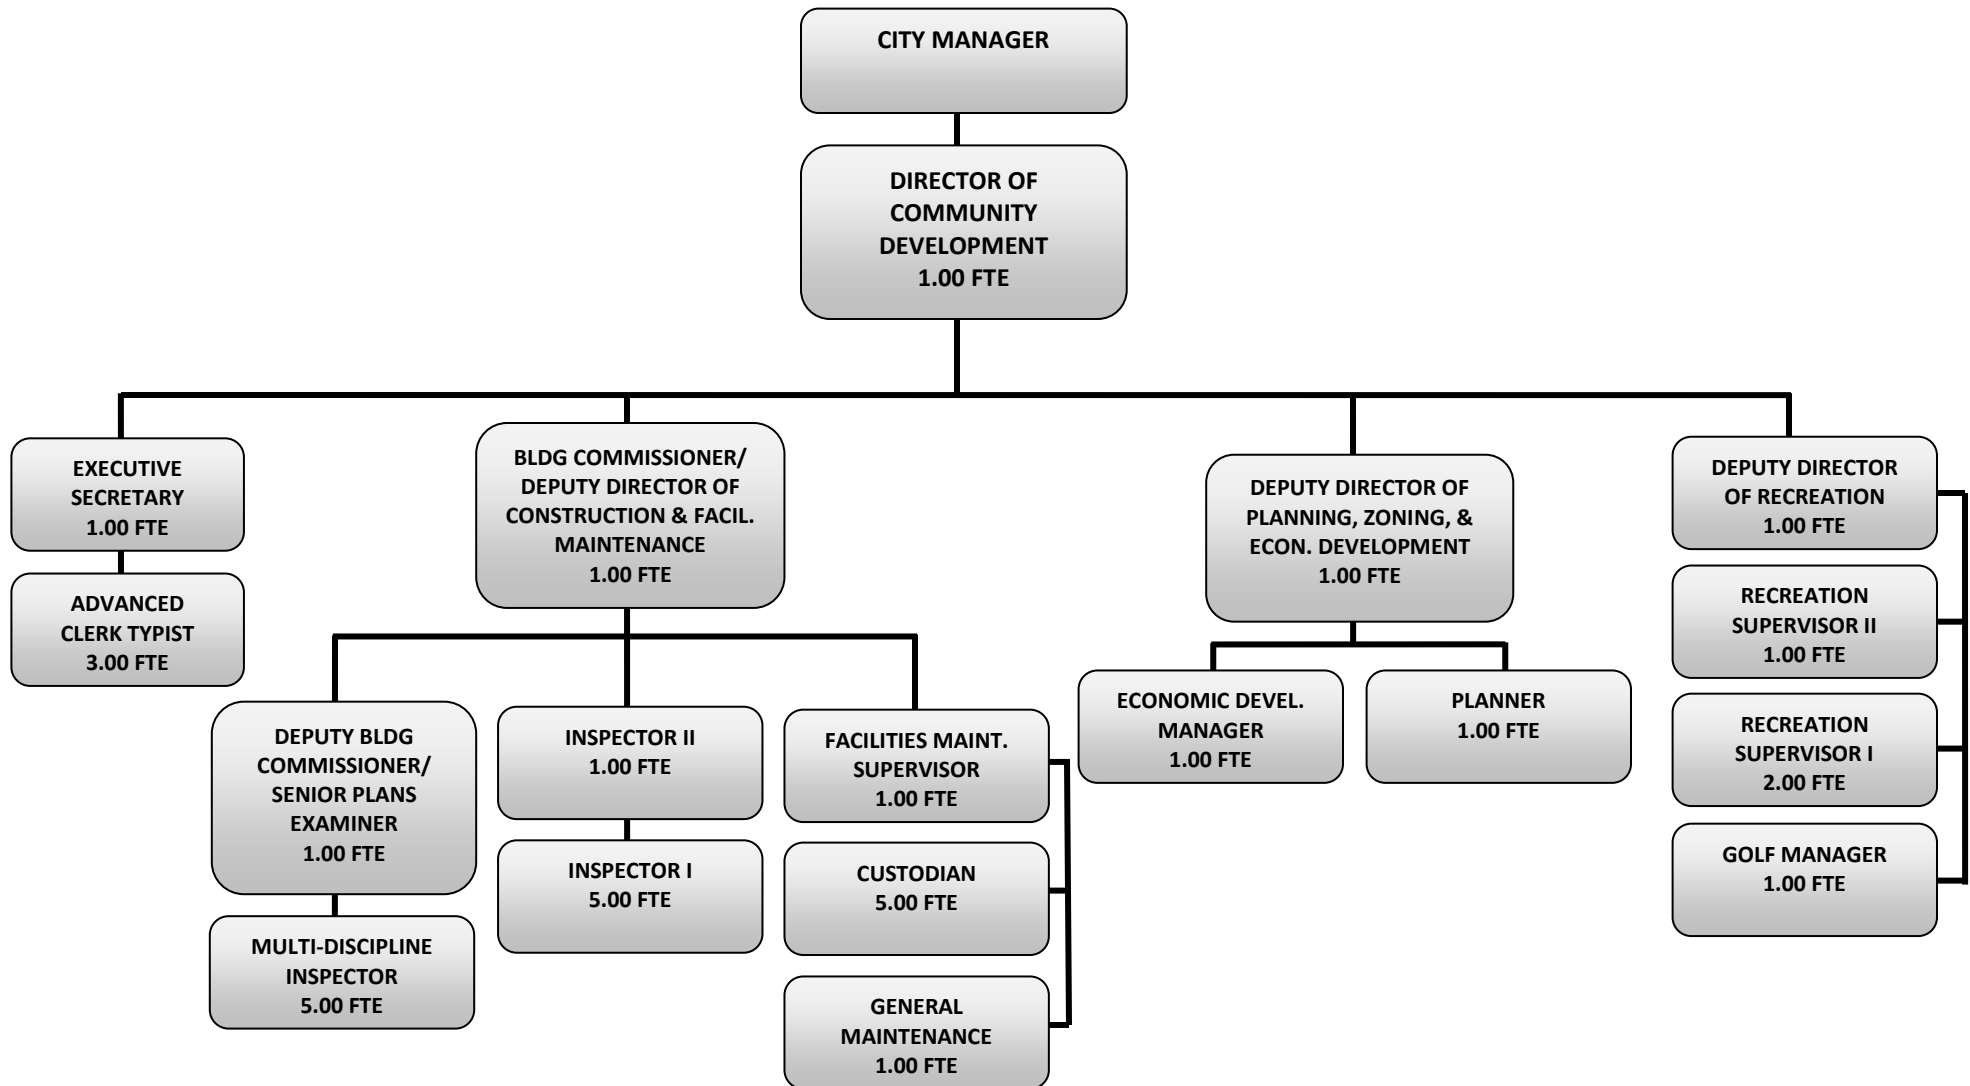 CITY MANAGER
DIRECTOR OF
COMMUNITY
DEVELOPMENT
1.00 FTE
EXECUTIVE
SECRETARY
1.00 FTE
ADVANCED
CLERK TYPIST
3.00 FTE
BLDG COMMISSIONER/
DEPUTY DIRECTOR OF
CONSTRUCTION & FACIL.
MAINTENANCE
1.00 FTE
DEPUTY BLDG
COMMISSIONER/
SENIOR PLANS
EXAMINER
1.00 FTE
MULTI-DISCIPLINE
INSPECTOR
5.00 FTE
INSPECTOR II
1.00 FTE
INSPECTOR I
5.00 FTE
FACILITIES MAINT.
SUPERVISOR
1.00 FTE
CUSTODIAN
5.00 FTE
GENERAL
MAINTENANCE
1.00 FTE
DEPUTY DIRECTOR OF
PLANNING, ZONING, &
ECON. DEVELOPMENT
1.00 FTE
ECONOMIC DEVEL.
MANAGER
1.00 FTE
PLANNER
1.00 FTE
DEPUTY DIRECTOR
OF RECREATION
1.00 FTE
RECREATION
SUPERVISOR II
1.00 FTE
RECREATION
SUPERVISOR I
2.00 FTE
GOLF MANAGER
1.00 FTE